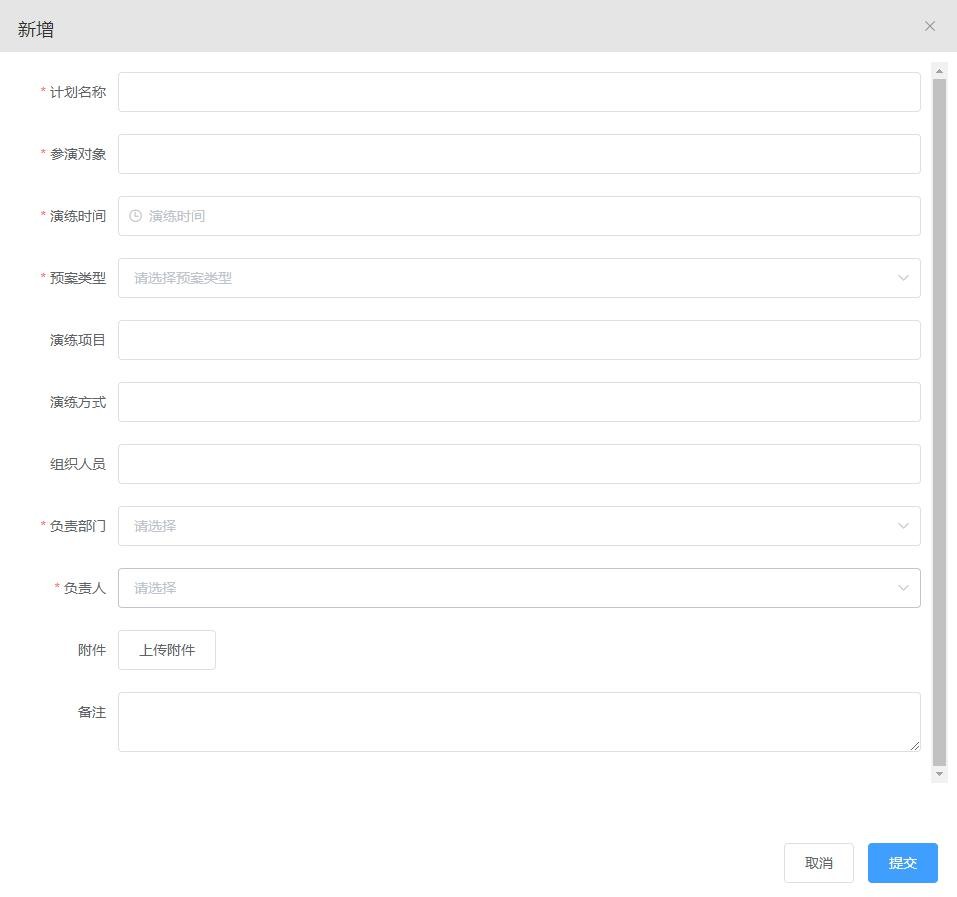 新增
* 计划名称
* 参演对象
* 演练时间 演练时间
* 预案类型 请选择预案类型
演练项目
演练方式
组织人员
* 负责部门 请选择
* 负责人 请选择
附件 上传附件
备注
取消 提交